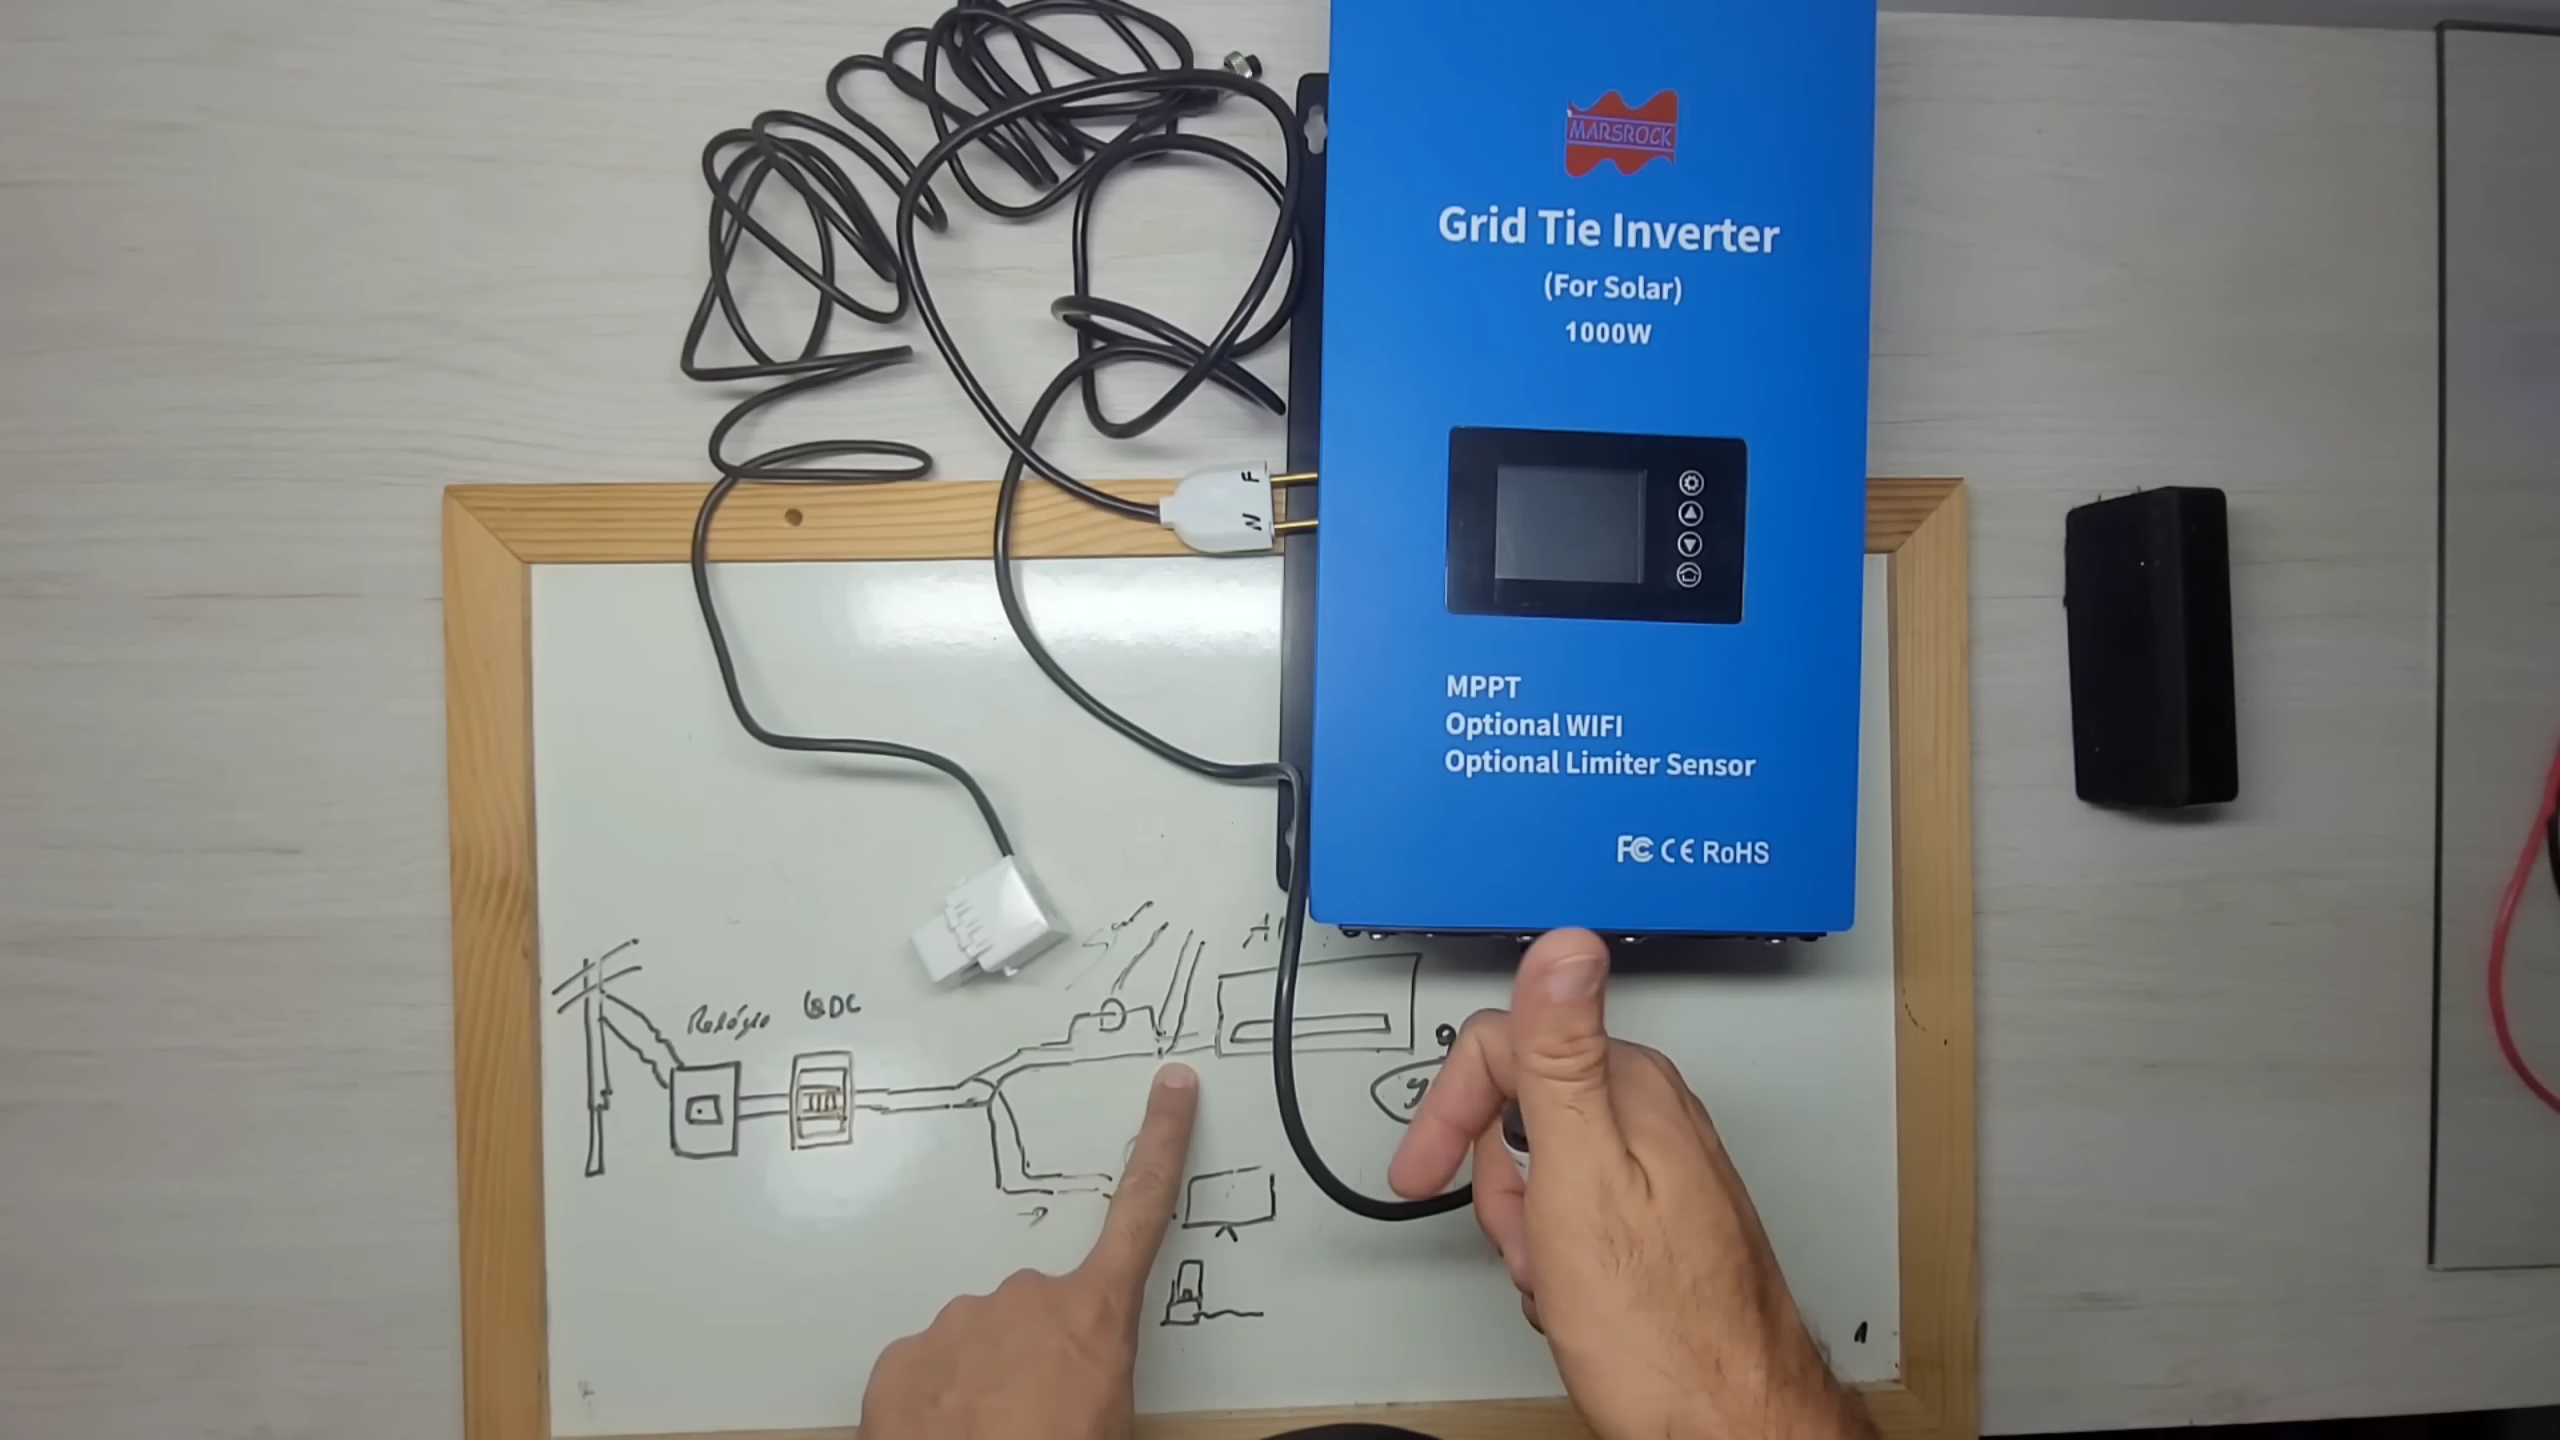 MARSROCK
Grid Tie Inverter
(For Solar)
1000W
F
N
MPPT
Optional WIFI
Optional Limiter Sensor
FC CE RoHS
Relógio
QDC